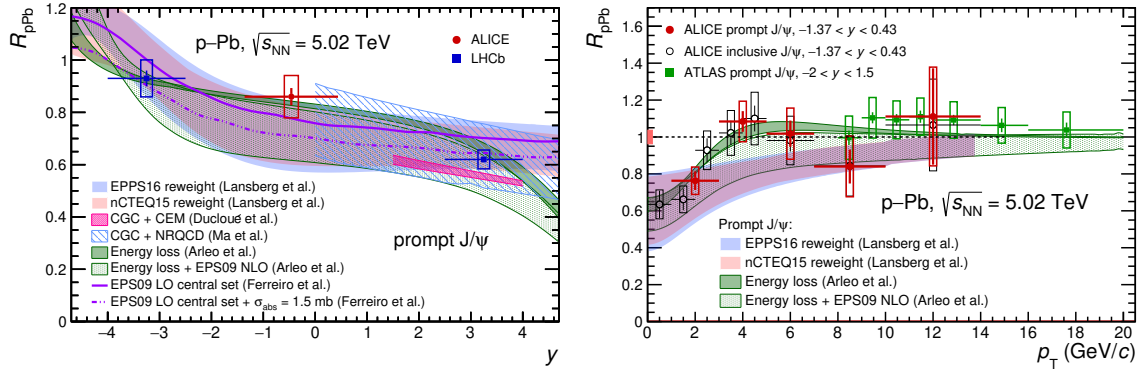 R_pPb
p–Pb, √s_NN = 5.02 TeV
ALICE
LHCb
EPPS16 reweight (Lansberg et al.)
nCTEQ15 reweight (Lansberg et al.)
CGC + CEM (Ducloué et al.)
CGC + NRQCD (Ma et al.)
Energy loss (Arleo et al.)
Energy loss + EPS09 NLO (Arleo et al.)
EPS09 LO central set (Ferreiro et al.)
EPS09 LO central set + σ_abs = 1.5 mb (Ferreiro et al.)
prompt J/ψ
1.2
1
0.8
0.6
0.4
0.2
0
−4 −3 −2 −1 0 1 2 3 4
y
R_pPb
ALICE prompt J/ψ, −1.37 < y < 0.43
ALICE inclusive J/ψ, −1.37 < y < 0.43
ATLAS prompt J/ψ, −2 < y < 1.5
p–Pb, √s_NN = 5.02 TeV
Prompt J/ψ:
EPPS16 reweight (Lansberg et al.)
nCTEQ15 reweight (Lansberg et al.)
Energy loss (Arleo et al.)
Energy loss + EPS09 NLO (Arleo et al.)
1.8
1.6
1.4
1.2
1
0.8
0.6
0.4
0.2
0
0 2 4 6 8 10 12 14 16 18 20
p_T (GeV/c)